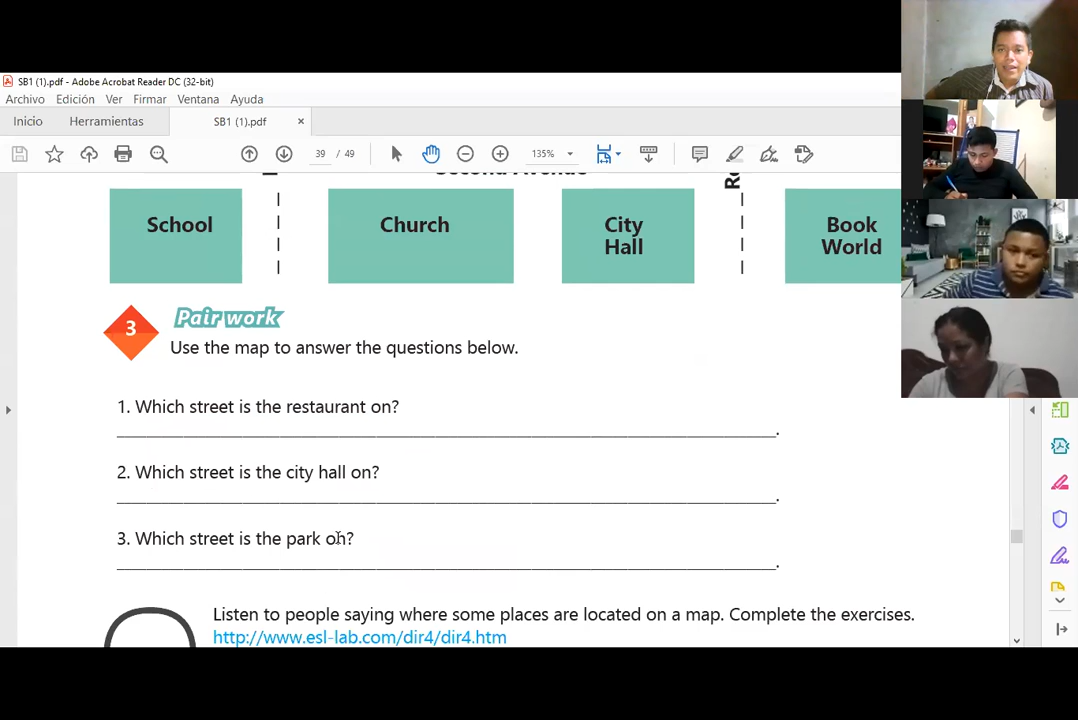 SB1 (1).pdf - Adobe Acrobat Reader DC (32-bit)
Archivo Edición Ver Firmar Ventana Ayuda
Inicio Herramientas SB1 (1).pdf ×
39 / 49 135%
Second Avenue
School Church City Hall Book World
3 Pair work
Use the map to answer the questions below.
1. Which street is the restaurant on?
2. Which street is the city hall on?
3. Which street is the park on?
Listen to people saying where some places are located on a map. Complete the exercises.
http://www.esl-lab.com/dir4/dir4.htm